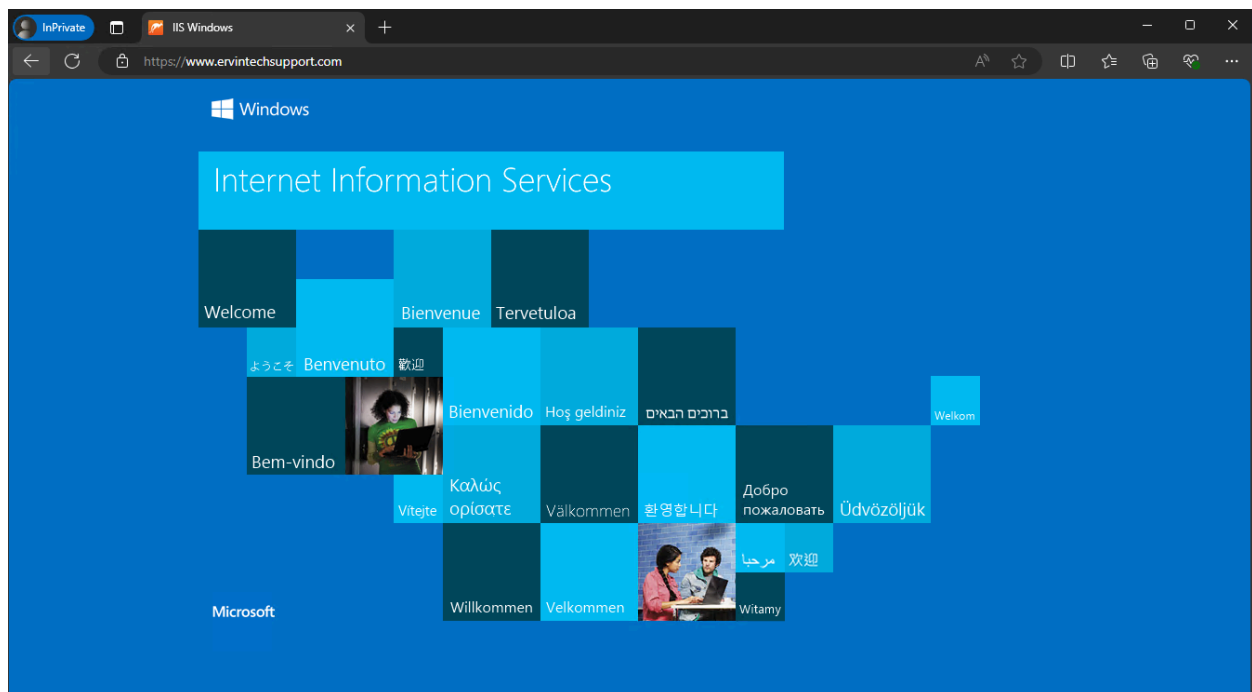 InPrivate
IIS Windows
https://www.ervintechsupport.com
Windows
Internet Information Services
Welcome
Bienvenue
Tervetuloa
ようこそ
Benvenuto
歡迎
Bienvenido
Hoş geldiniz
ברוכים הבאים
Welkom
Bem-vindo
Vítejte
Καλώς
ορίσατε
Välkommen
환영합니다
Добро
пожаловать
Üdvözöljük
مرحبا
欢迎
Microsoft
Willkommen
Velkommen
Witamy